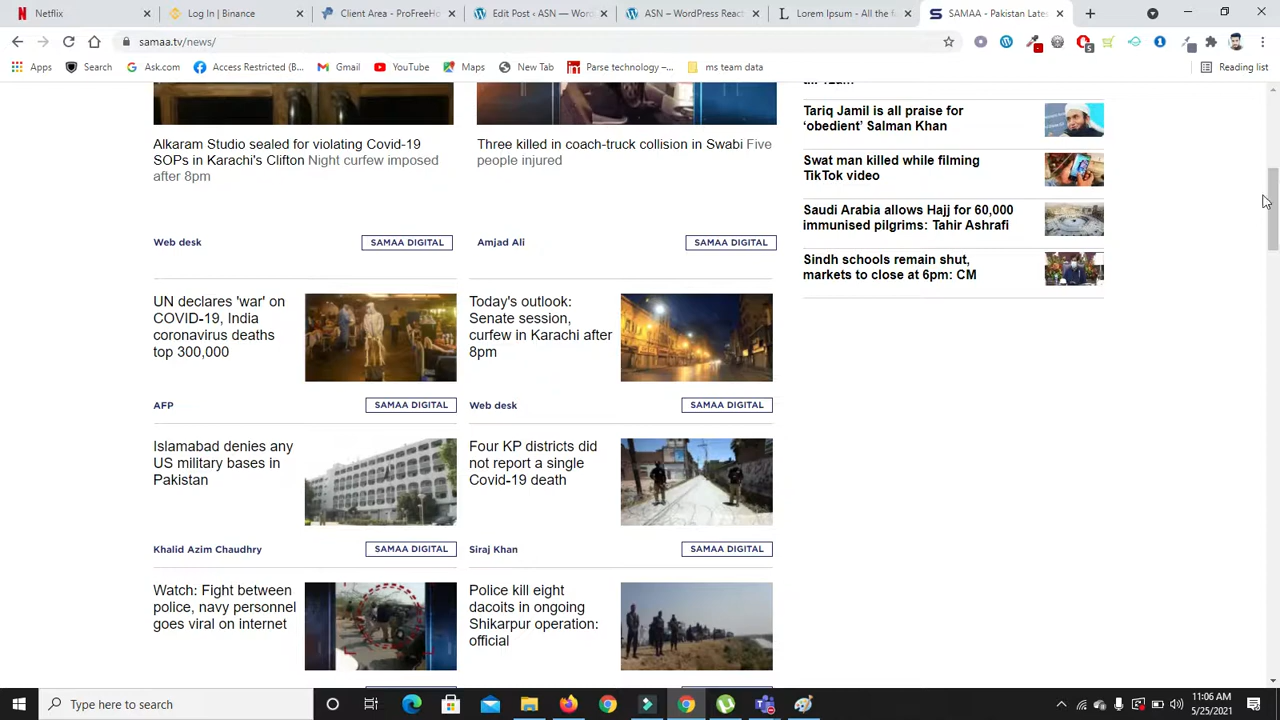 Netflix
Log In | Binance
Client Area - ProFreeHo
Edit Post ‹ ASN — Wor
ASN – WordPress Reac
Lorem Ipsum - All the f
SAMAA - Pakistan Lates
samaa.tv/news/
Apps
Search
Ask.com
Access Restricted (B...
Gmail
YouTube
Maps
New Tab
Parse technology –...
ms team data
Reading list
Tariq Jamil is all praise for
‘obedient’ Salman Khan
Alkaram Studio sealed for violating Covid-19
SOPs in Karachi's Clifton Night curfew imposed
after 8pm
Three killed in coach-truck collision in Swabi Five
people injured
Swat man killed while filming
TikTok video
Saudi Arabia allows Hajj for 60,000
immunised pilgrims: Tahir Ashrafi
Web desk
SAMAA DIGITAL
Amjad Ali
SAMAA DIGITAL
Sindh schools remain shut,
markets to close at 6pm: CM
UN declares 'war' on
COVID-19, India
coronavirus deaths
top 300,000
Today's outlook:
Senate session,
curfew in Karachi after
8pm
AFP
SAMAA DIGITAL
Web desk
SAMAA DIGITAL
Islamabad denies any
US military bases in
Pakistan
Four KP districts did
not report a single
Covid-19 death
Khalid Azim Chaudhry
SAMAA DIGITAL
Siraj Khan
SAMAA DIGITAL
Watch: Fight between
police, navy personnel
goes viral on internet
Police kill eight
dacoits in ongoing
Shikarpur operation:
official
Type here to search
11:06 AM
5/25/2021